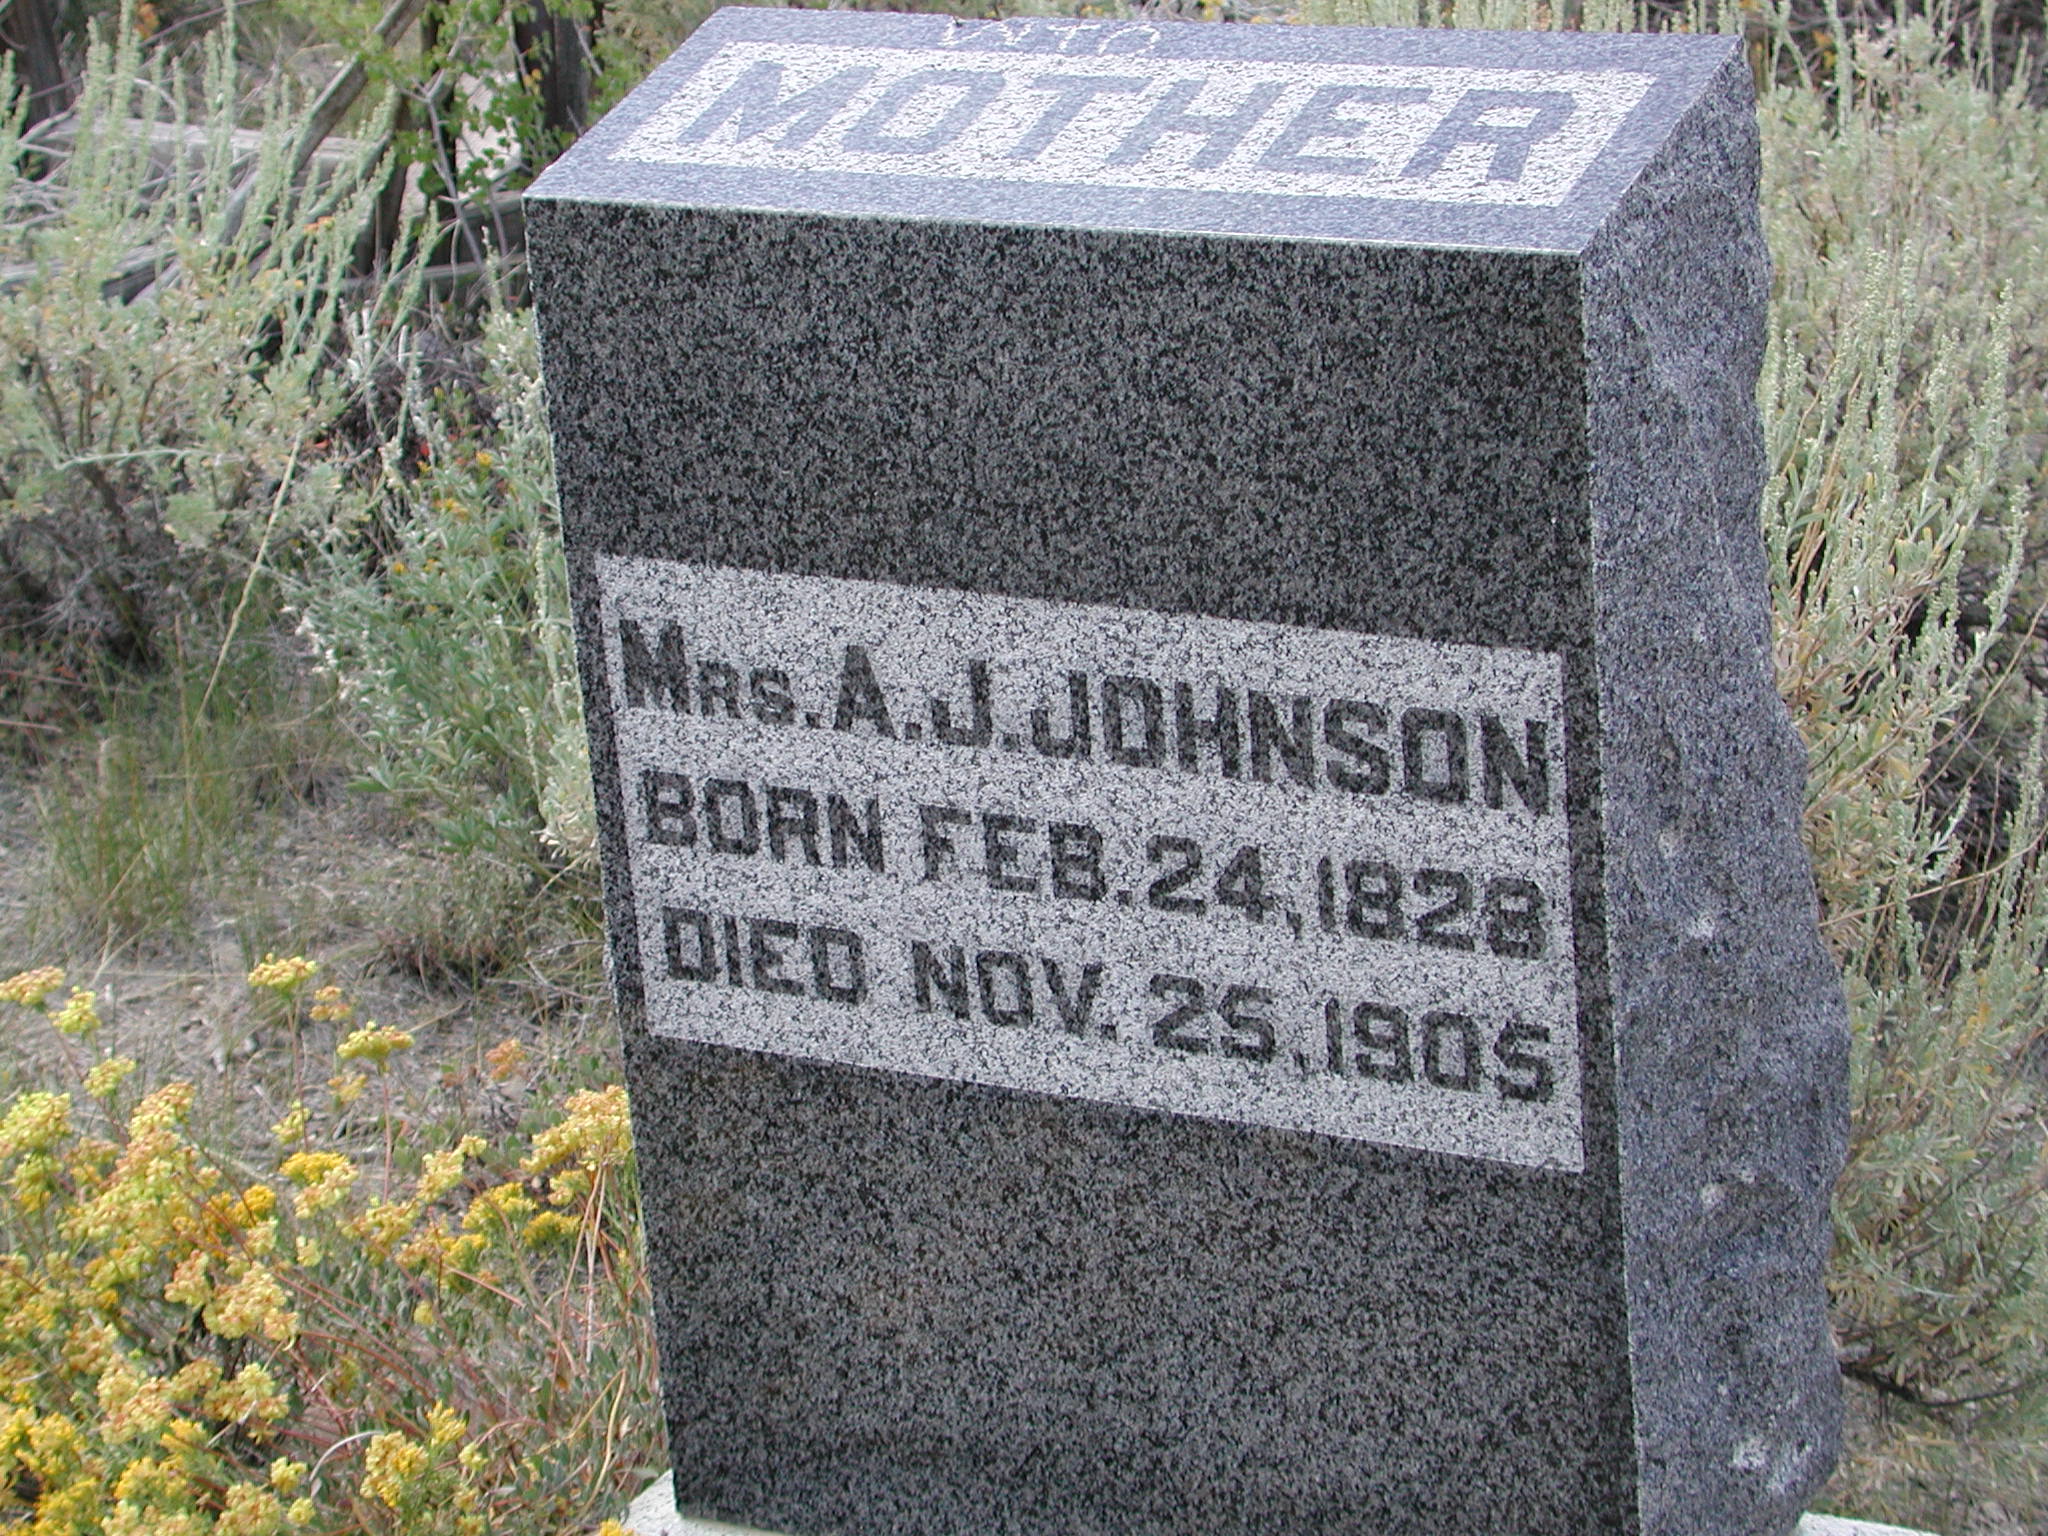 MOTHER
MRS. A. J. JOHNSON
BORN FEB. 24, 1828
DIED NOV. 25, 1905